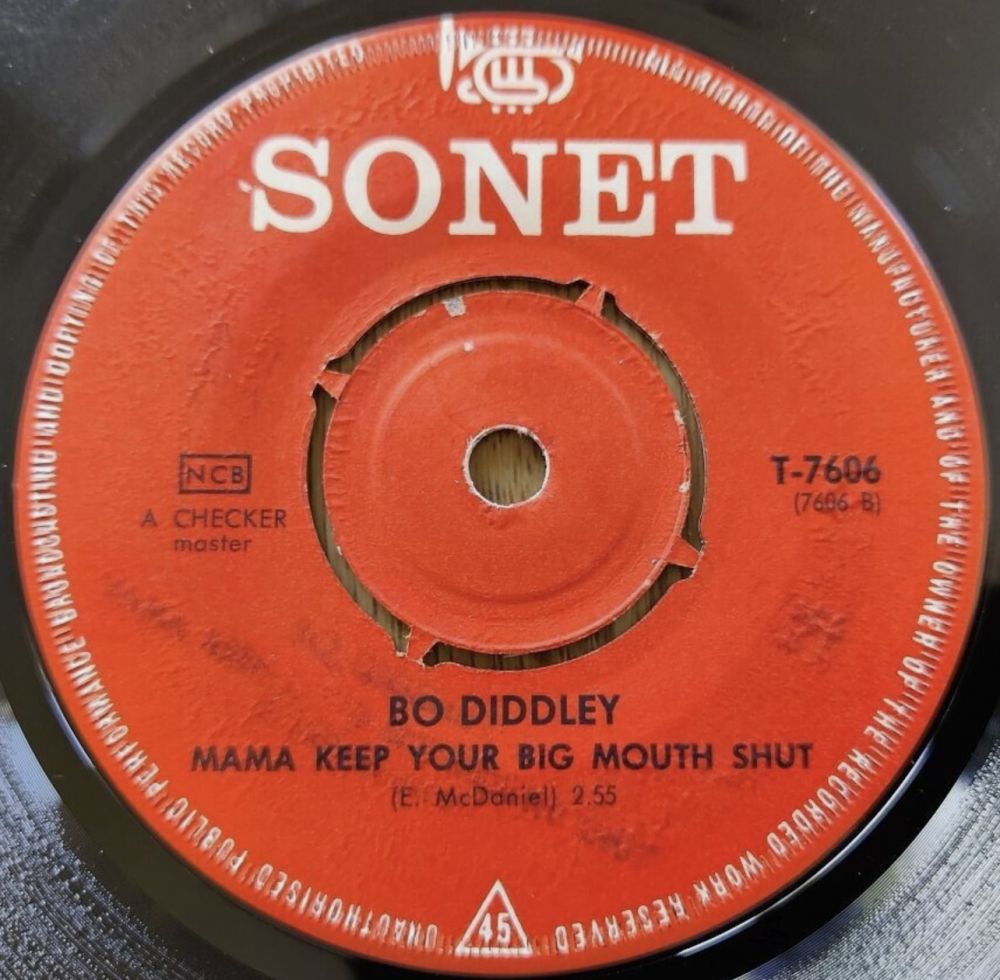 SONET
NCB
A CHECKER
master
T-7606
(7606 B)
BO DIDDLEY
MAMA KEEP YOUR BIG MOUTH SHUT
(E. McDaniel) 2.55
45
ALL RIGHTS OF THE MANUFACTURER AND OF THE OWNER OF THE RECORDED WORK RESERVED
UNAUTHORISED PUBLIC PERFORMANCE BROADCASTING AND COPYING OF THIS RECORD PROHIBITED